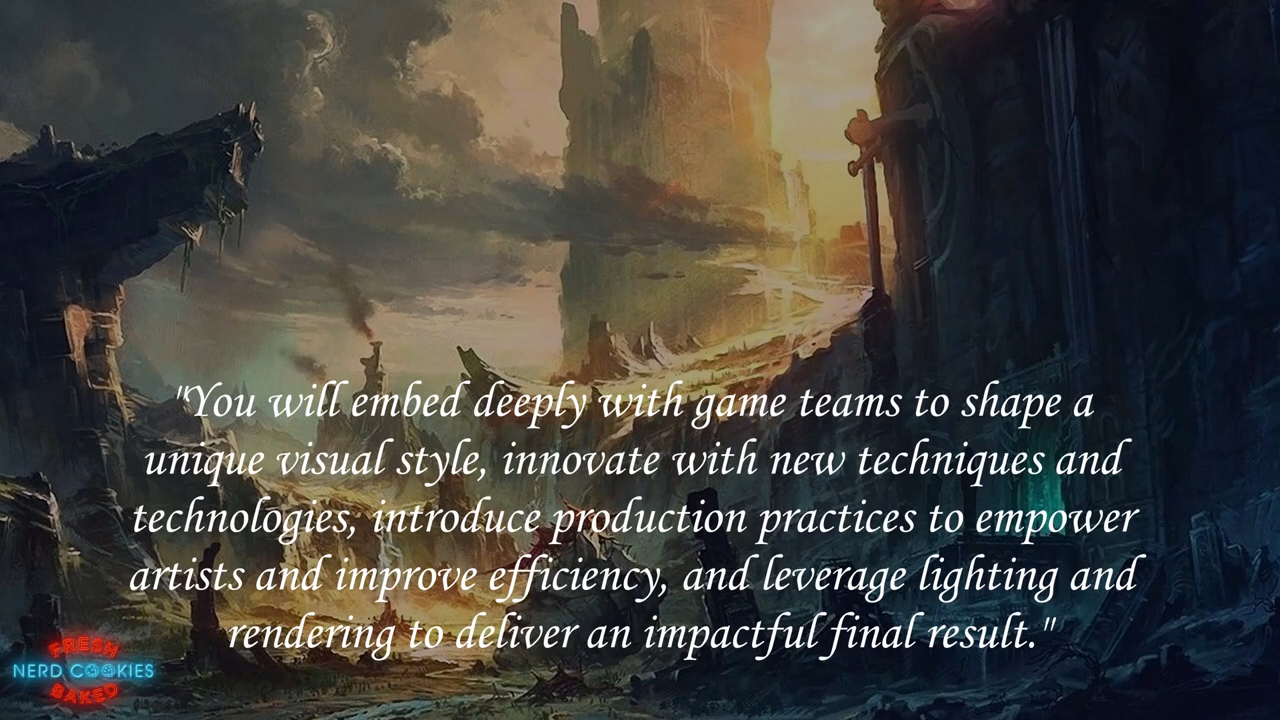 "You will embed deeply with game teams to shape a
unique visual style, innovate with new techniques and
technologies, introduce production practices to empower
artists and improve efficiency, and leverage lighting and
rendering to deliver an impactful final result."
FRESH
NERD COOKIES
BAKED